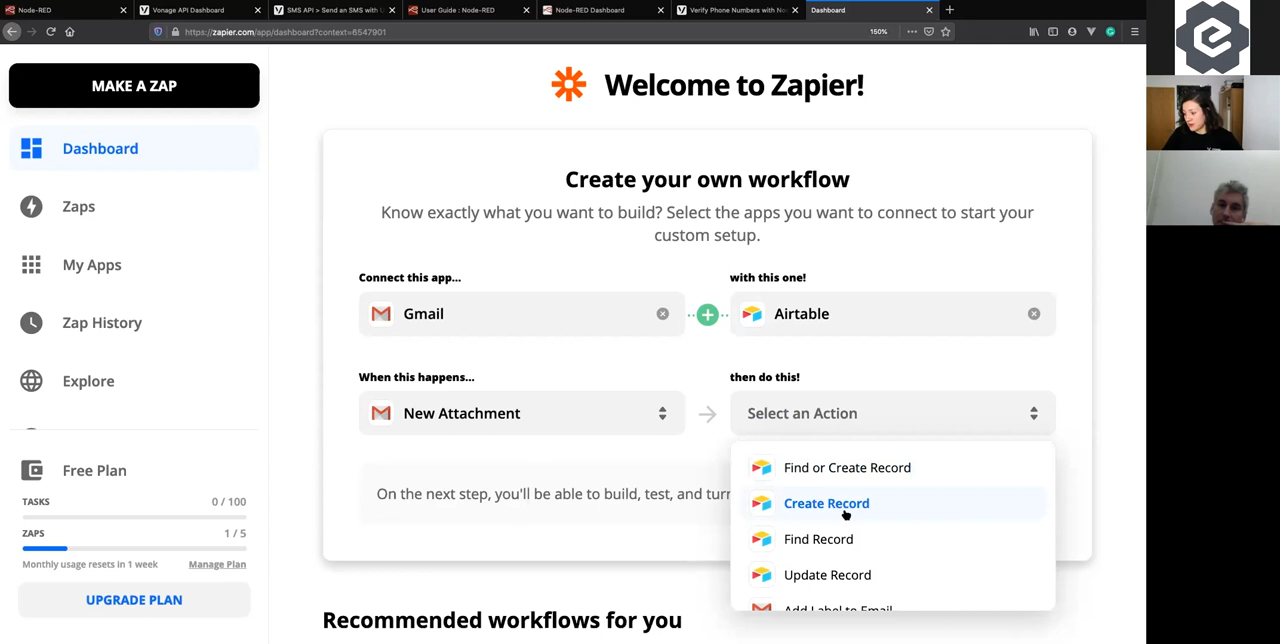 Node-RED
Vonage API Dashboard
SMS API > Send an SMS with
User Guide : Node-RED
Node-RED Dashboard
Verify Phone Numbers with No
Dashboard
https://zapier.com/app/dashboard?context=6547901
150%
MAKE A ZAP
Dashboard
Zaps
My Apps
Zap History
Explore
Free Plan
TASKS 0 / 100
ZAPS 1 / 5
Monthly usage resets in 1 week Manage Plan
UPGRADE PLAN
Welcome to Zapier!
Create your own workflow
Know exactly what you want to build? Select the apps you want to connect to start your
custom setup.
Connect this app...
with this one!
Gmail
Airtable
When this happens...
then do this!
New Attachment
Select an Action
On the next step, you'll be able to build, test, and turn
Find or Create Record
Create Record
Find Record
Update Record
Add Label to Email
Recommended workflows for you